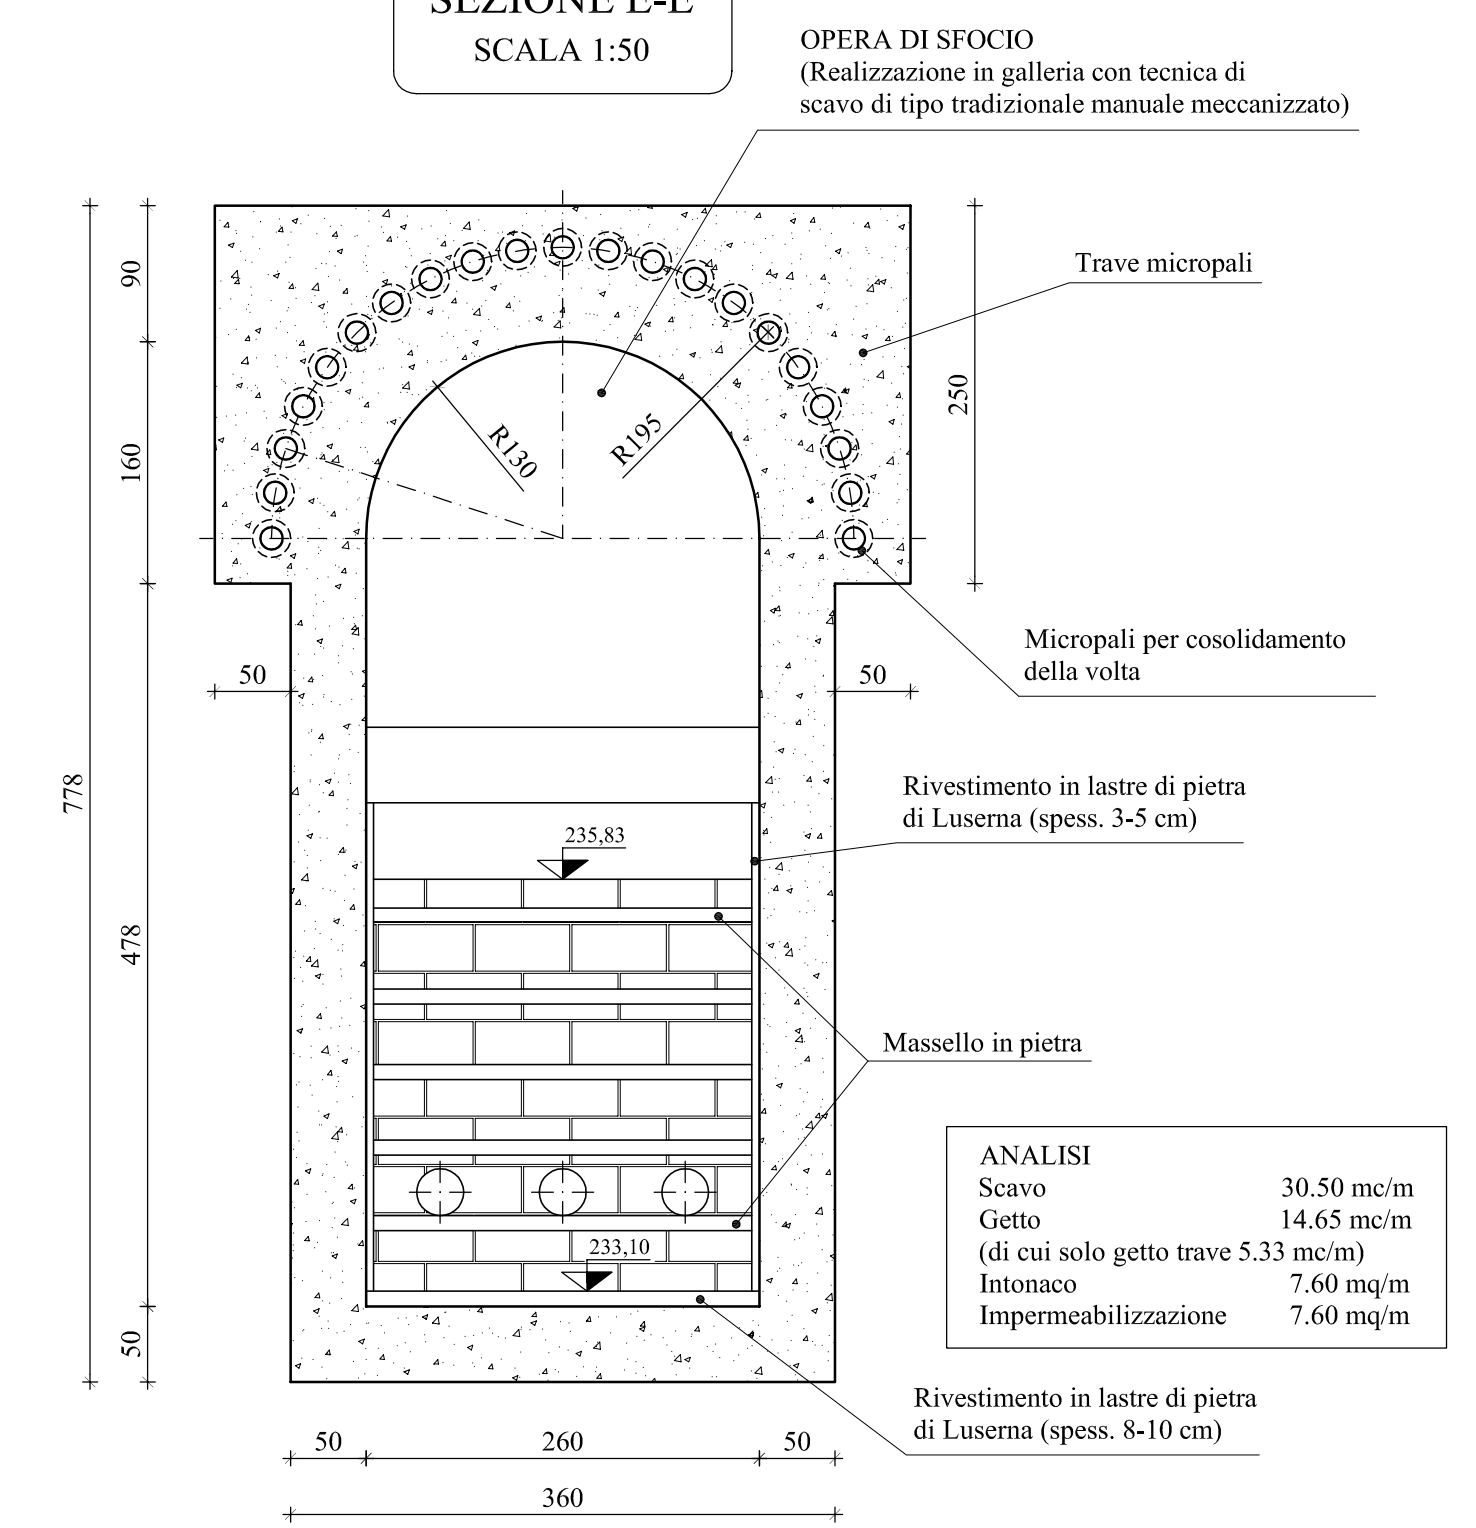 SEZIONE E-E
SCALA 1:50
OPERA DI SFOCIO
(Realizzazione in galleria con tecnica di
scavo di tipo tradizionale manuale meccanizzato)
Trave micropali
90
160
250
R130
R195
Micropali per cosolidamento
della volta
50
50
778
478
Rivestimento in lastre di pietra
di Luserna (spess. 3-5 cm)
235,83
Massello in pietra
233,10
ANALISI
Scavo 30.50 mc/m
Getto 14.65 mc/m
(di cui solo getto trave 5.33 mc/m)
Intonaco 7.60 mq/m
Impermeabilizzazione 7.60 mq/m
50
Rivestimento in lastre di pietra
di Luserna (spess. 8-10 cm)
50 260 50
360